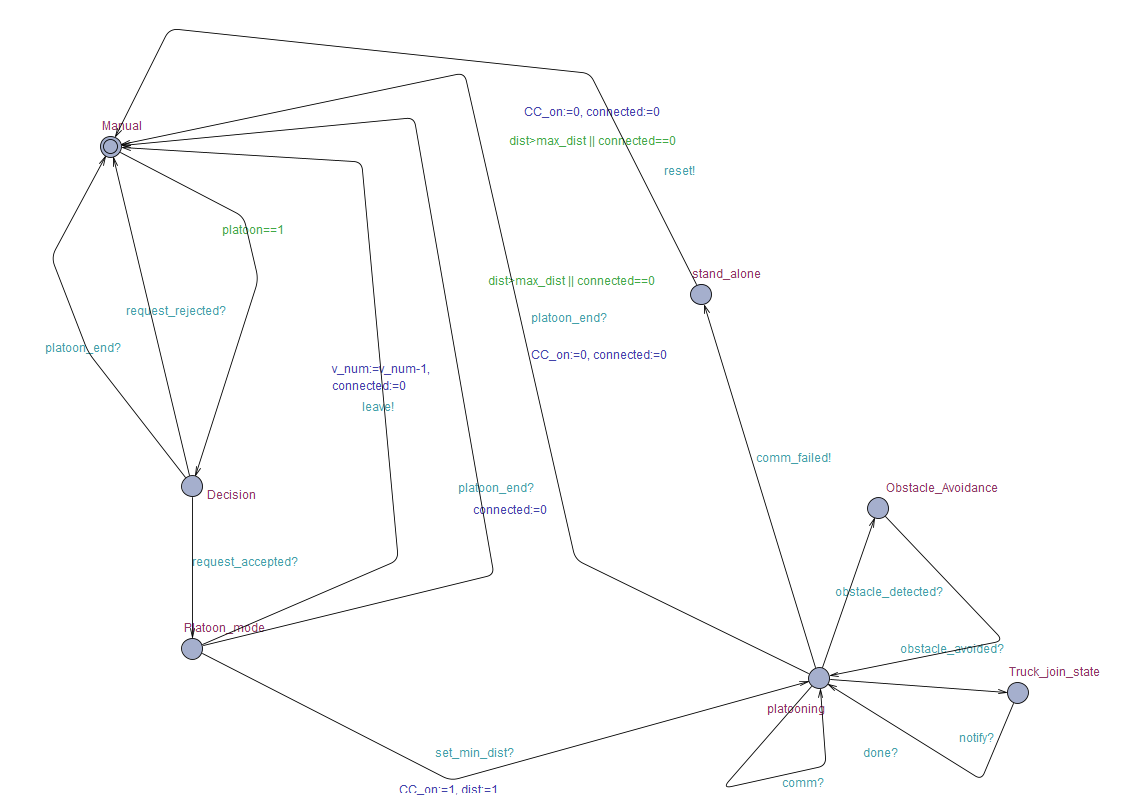 CC_on:=0, connected:=0
Manual
dist>max_dist || connected==0
reset!
platoon==1
stand_alone
dist>max_dist || connected==0
request_rejected?
platoon_end?
platoon_end?
CC_on:=0, connected:=0
v_num:=v_num-1,
connected:=0
leave!
comm_failed!
platoon_end?
Obstacle_Avoidance
Decision
connected:=0
request_accepted?
obstacle_detected?
Platoon_mode
obstacle_avoided?
Truck_join_state
platooning
notify?
set_min_dist?
done?
comm?
CC_on:=1, dist:=1